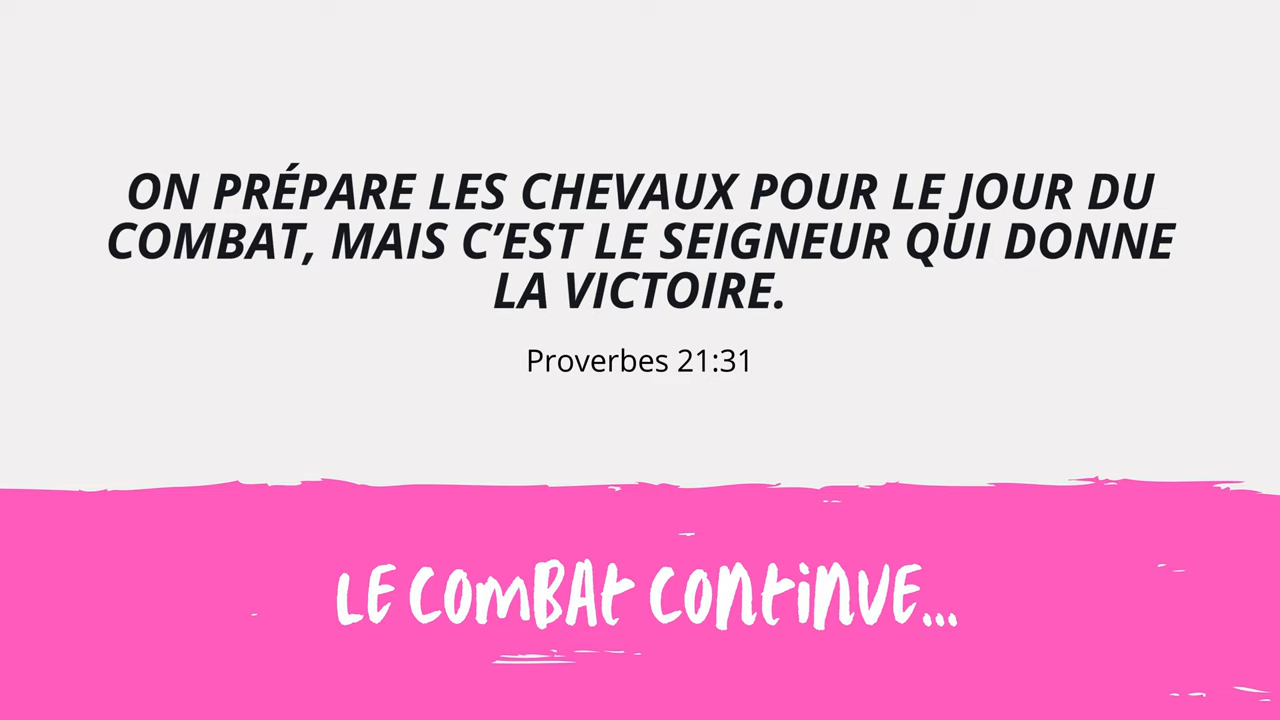 ON PRÉPARE LES CHEVAUX POUR LE JOUR DU
COMBAT, MAIS C’EST LE SEIGNEUR QUI DONNE
LA VICTOIRE.
Proverbes 21:31
LE COMBAT CONTINUE...